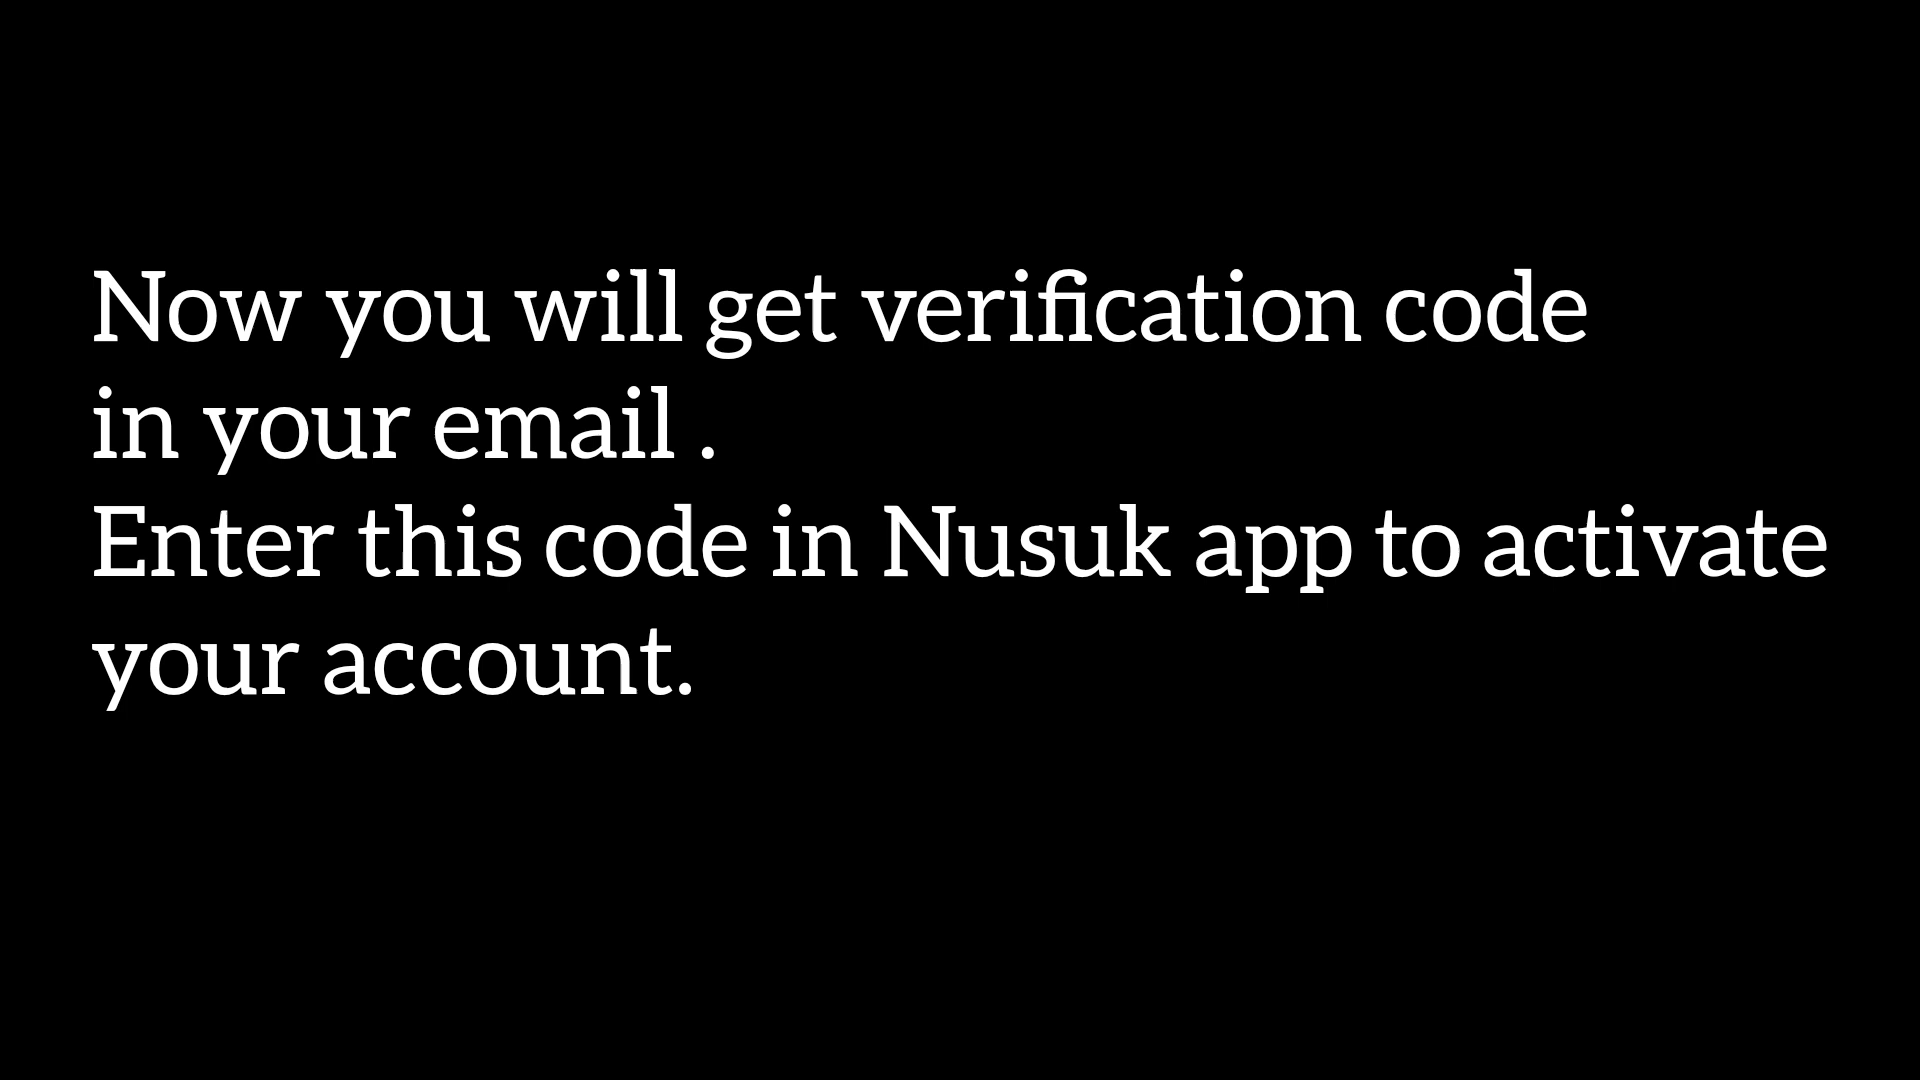 Now you will get verification code
in your email .
Enter this code in Nusuk app to activate
your account.